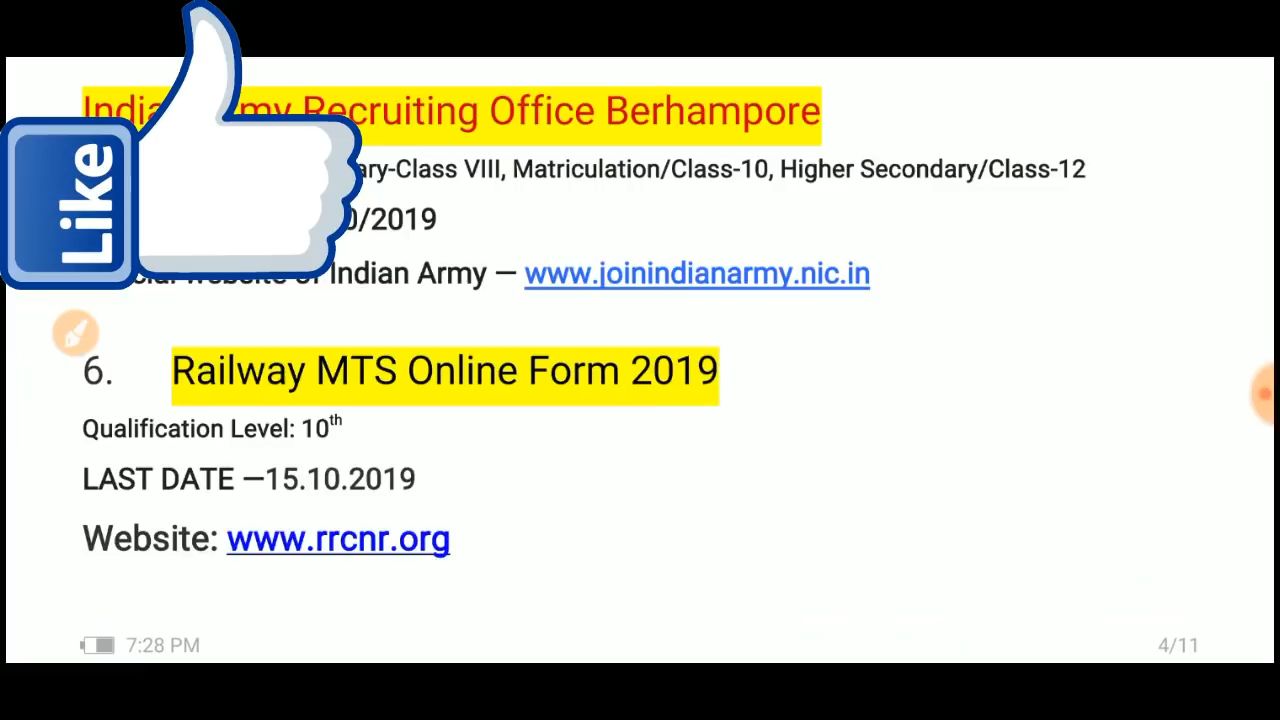 Indian Army Recruiting Office Berhampore
Like
ary-Class VIII, Matriculation/Class-10, Higher Secondary/Class-12
0/2019
Indian Army — www.joinindianarmy.nic.in
6. Railway MTS Online Form 2019
Qualification Level: 10th
LAST DATE —15.10.2019
Website: www.rrcnr.org
7:28 PM
4/11